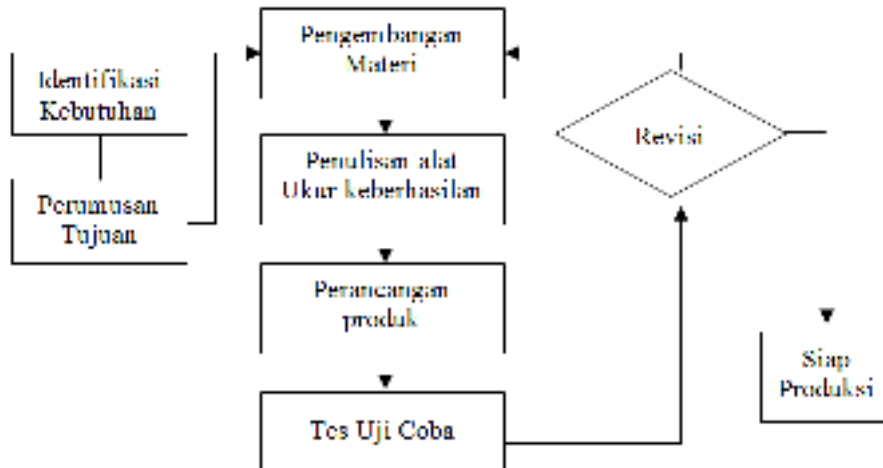 Identifikasi
Kebutuhan
Perumusan
Tujuan
Pengembangan
Materi
Penulisan alat
Ukur keberhasilan
Perancangan
produk
Tes Uji Coba
Revisi
Siap
Produksi